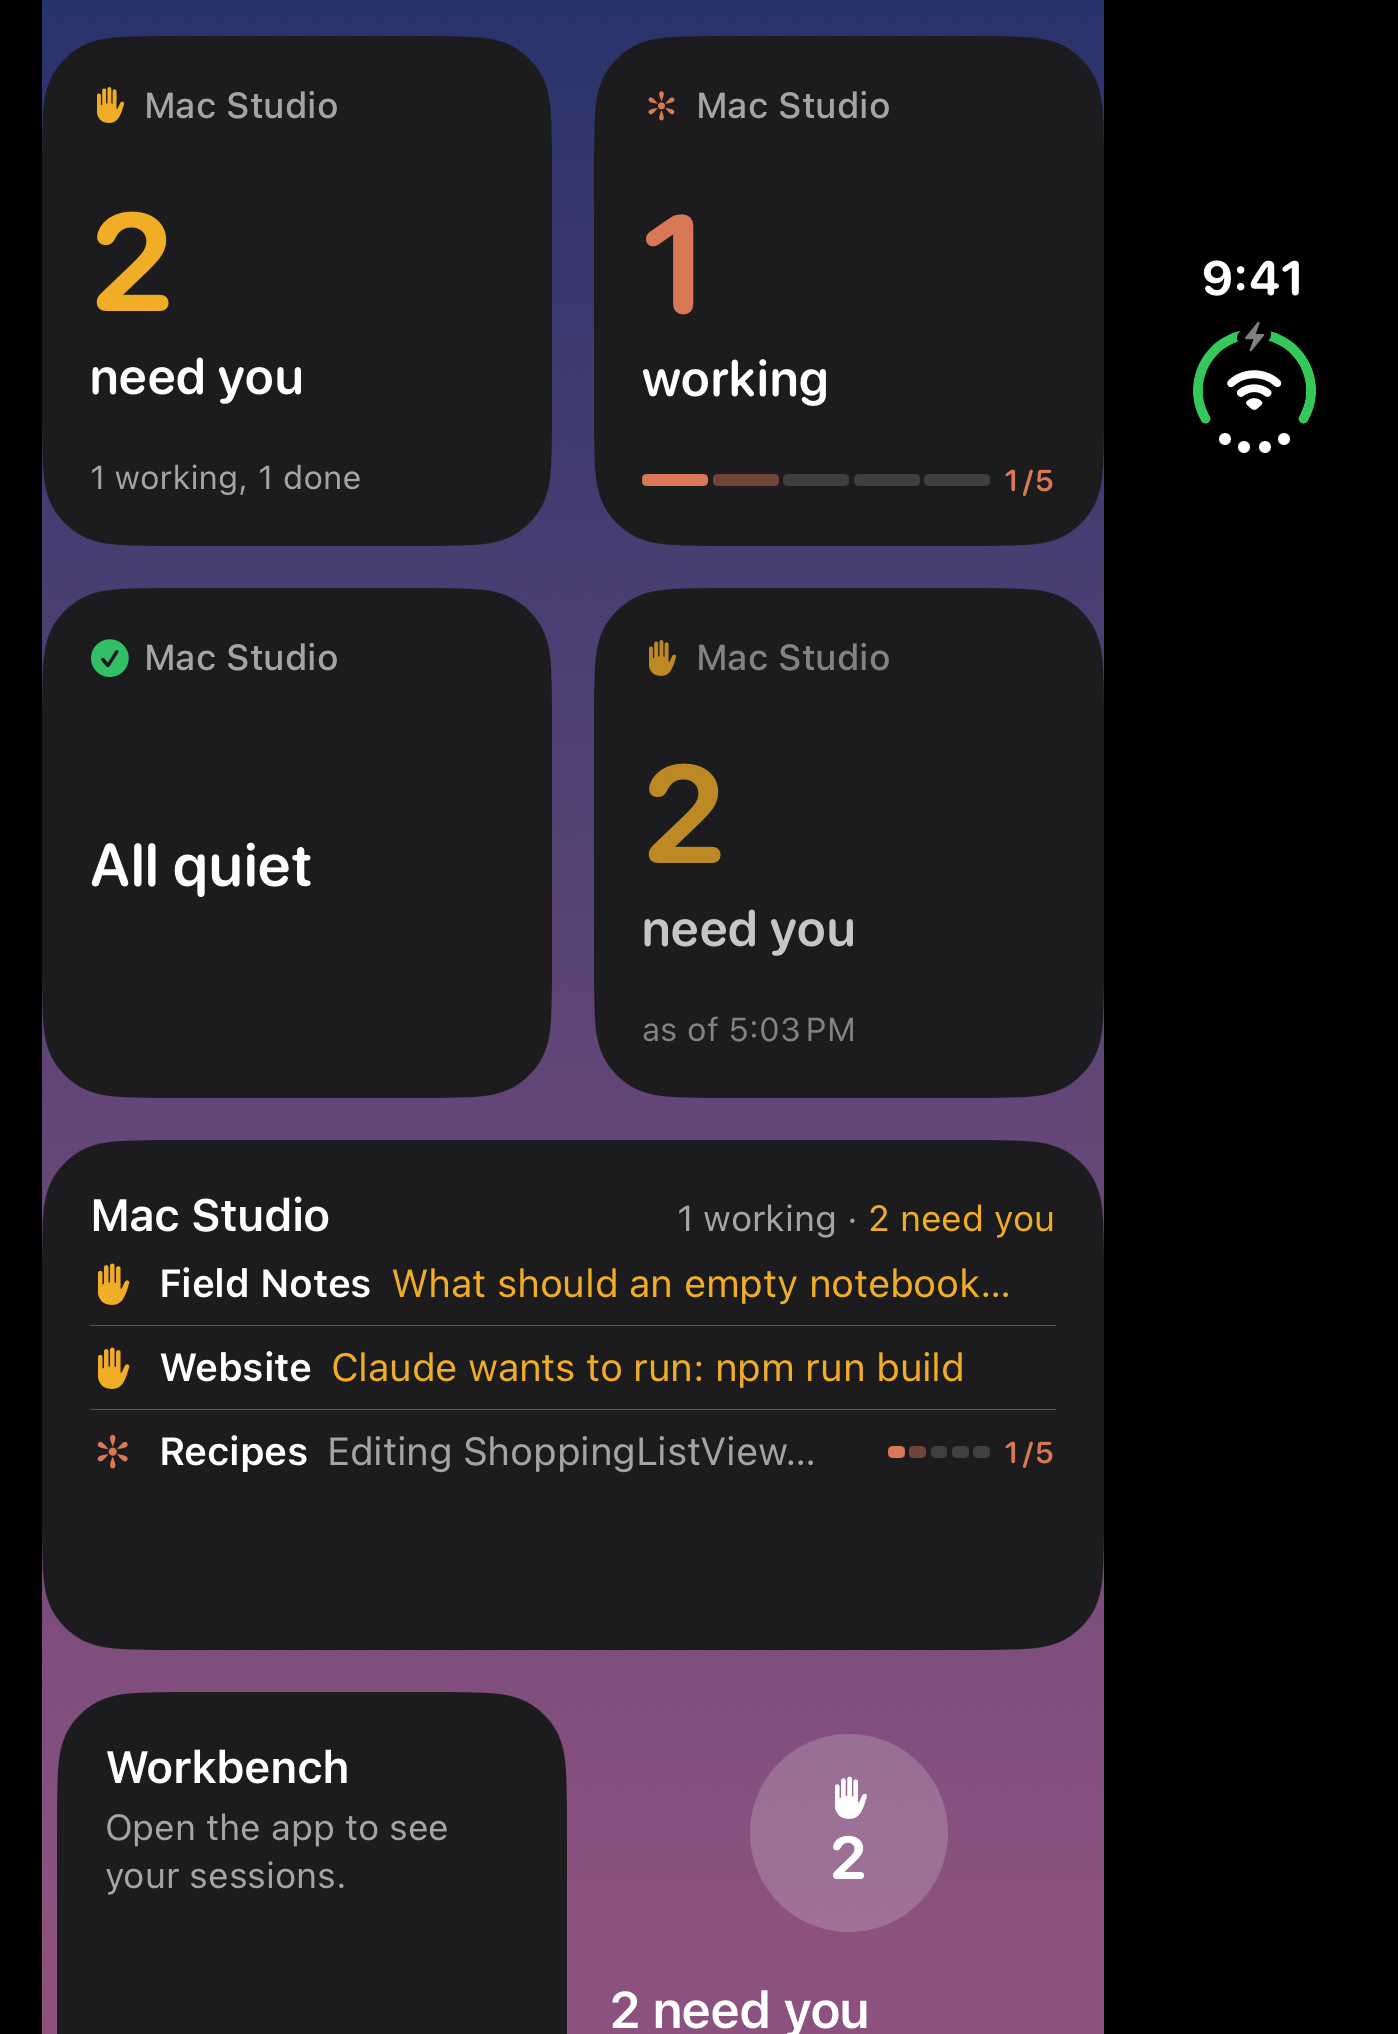 Mac Studio
2
need you
1 working, 1 done
Mac Studio
1
working
1/5
9:41
Mac Studio
All quiet
Mac Studio
2
need you
as of 5:03 PM
Mac Studio
1 working · 2 need you
Field Notes What should an empty notebook…
Website Claude wants to run: npm run build
Recipes Editing ShoppingListView… 1/5
Workbench
Open the app to see
your sessions.
2
2 need you